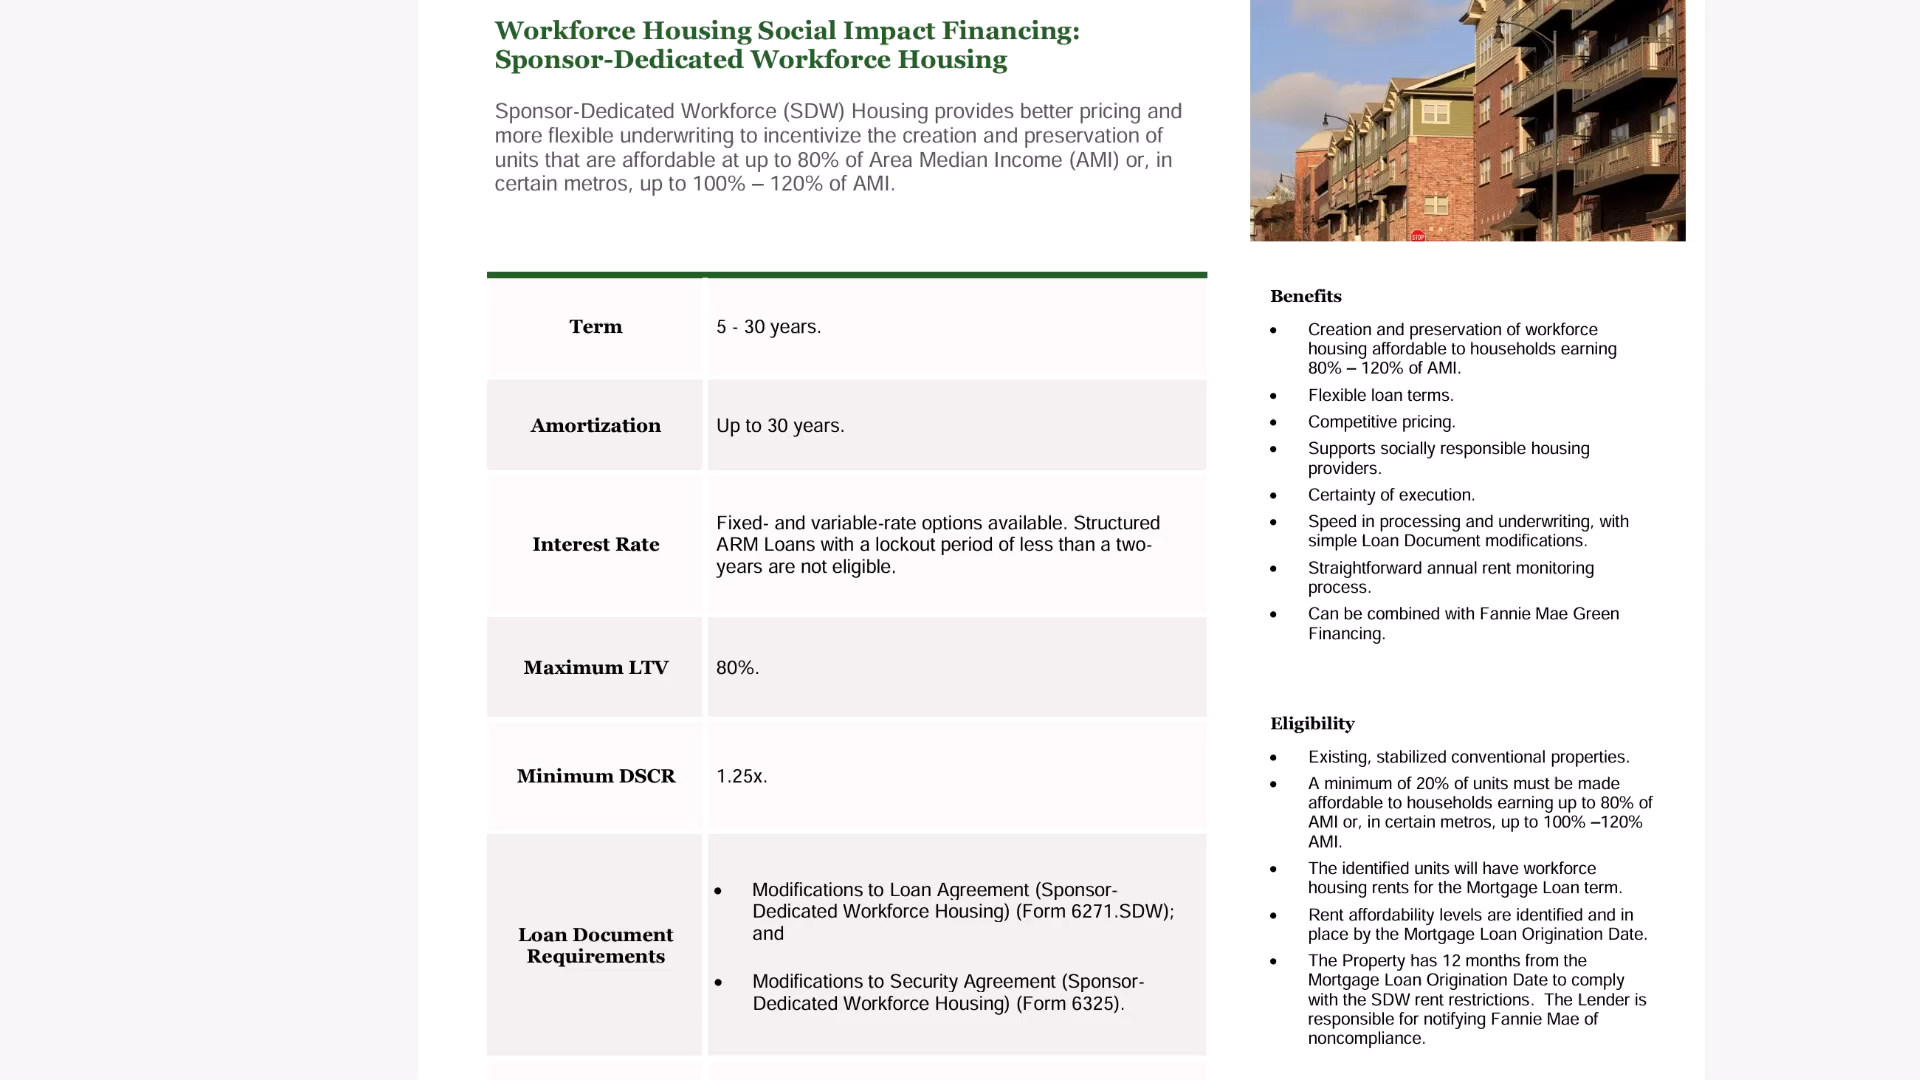 Workforce Housing Social Impact Financing:
Sponsor-Dedicated Workforce Housing
Sponsor-Dedicated Workforce (SDW) Housing provides better pricing and
more flexible underwriting to incentivize the creation and preservation of
units that are affordable at up to 80% of Area Median Income (AMI) or, in
certain metros, up to 100% – 120% of AMI.
Term
5 - 30 years.
Amortization
Up to 30 years.
Interest Rate
Fixed- and variable-rate options available. Structured
ARM Loans with a lockout period of less than a two-
years are not eligible.
Maximum LTV
80%.
Minimum DSCR
1.25x.
Loan Document
Requirements
• Modifications to Loan Agreement (Sponsor-
Dedicated Workforce Housing) (Form 6271.SDW);
and
• Modifications to Security Agreement (Sponsor-
Dedicated Workforce Housing) (Form 6325).
STOP
Benefits
• Creation and preservation of workforce
housing affordable to households earning
80% – 120% of AMI.
• Flexible loan terms.
• Competitive pricing.
• Supports socially responsible housing
providers.
• Certainty of execution.
• Speed in processing and underwriting, with
simple Loan Document modifications.
• Straightforward annual rent monitoring
process.
• Can be combined with Fannie Mae Green
Financing.
Eligibility
• Existing, stabilized conventional properties.
• A minimum of 20% of units must be made
affordable to households earning up to 80% of
AMI or, in certain metros, up to 100% –120%
AMI.
• The identified units will have workforce
housing rents for the Mortgage Loan term.
• Rent affordability levels are identified and in
place by the Mortgage Loan Origination Date.
• The Property has 12 months from the
Mortgage Loan Origination Date to comply
with the SDW rent restrictions.  The Lender is
responsible for notifying Fannie Mae of
noncompliance.